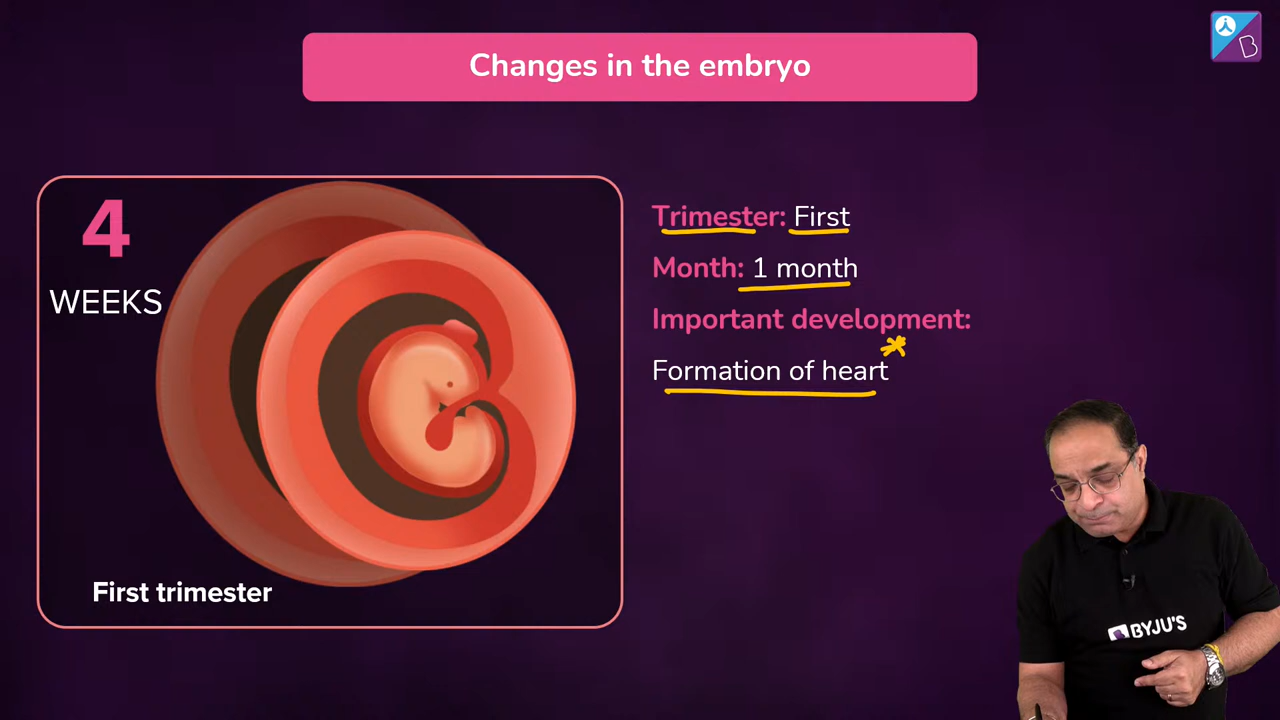 Changes in the embryo
4
WEEKS
First trimester
Trimester: First
Month: 1 month
Important development:
Formation of heart
BYJU'S